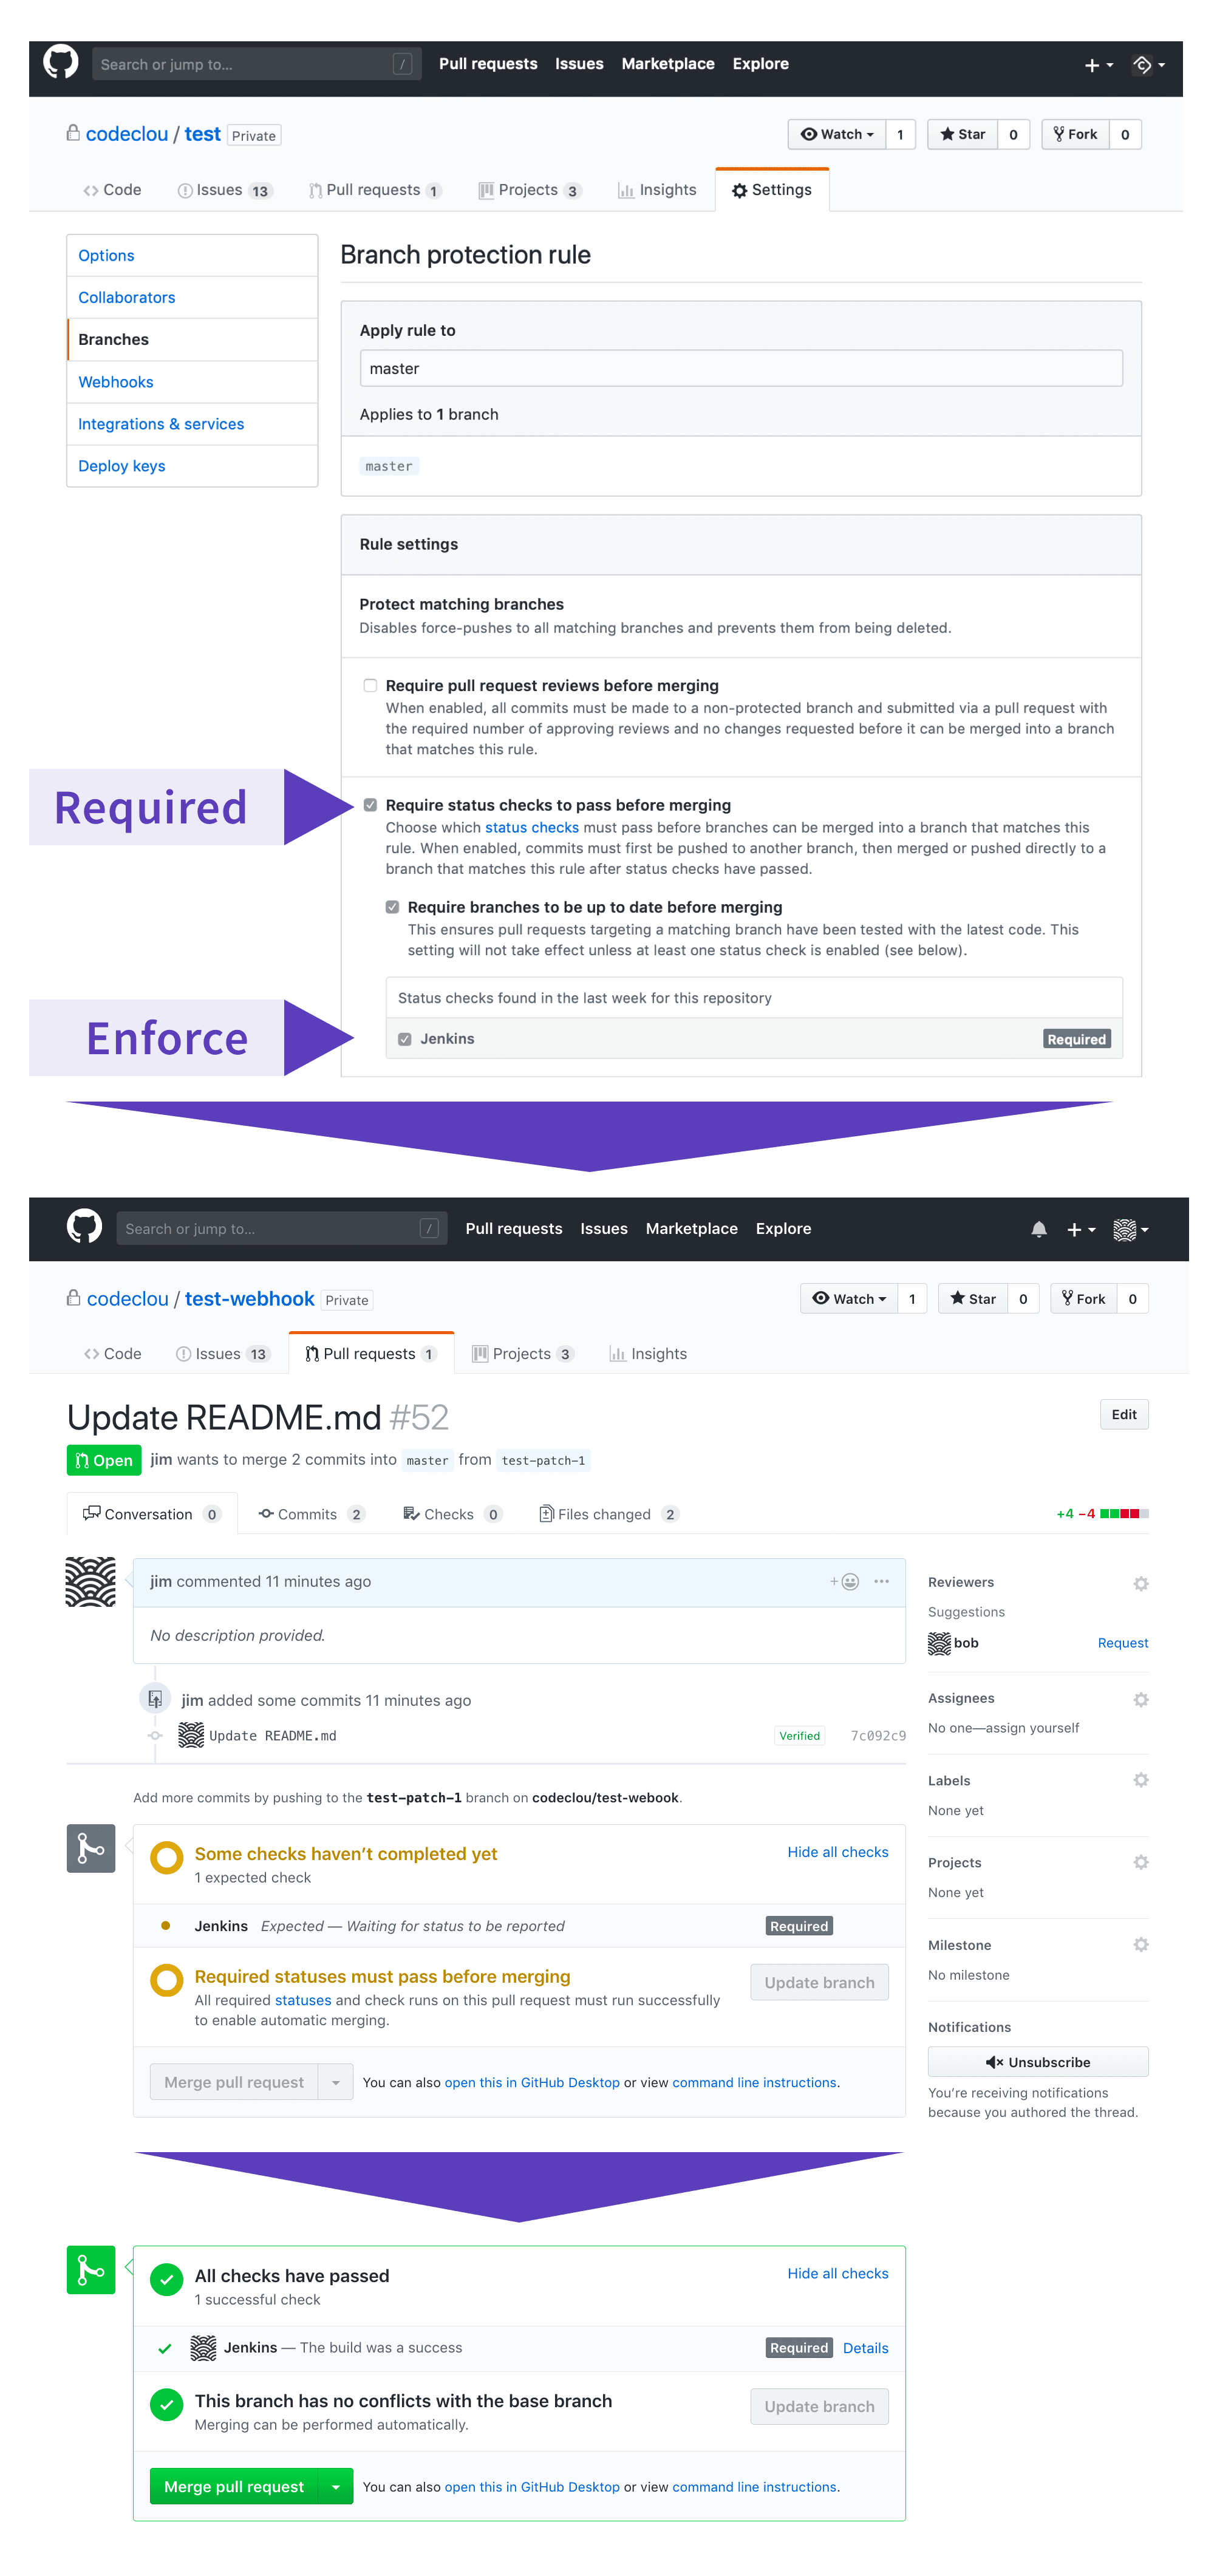 Search or jump to... / Pull requests Issues Marketplace Explore
codeclou / test Private Watch 1 Star 0 Fork 0
Code Issues 13 Pull requests 1 Projects 3 Insights Settings
Options
Collaborators
Branches
Webhooks
Integrations & services
Deploy keys
Branch protection rule
Apply rule to
master
Applies to 1 branch
master
Rule settings
Protect matching branches
Disables force-pushes to all matching branches and prevents them from being deleted.
Require pull request reviews before merging
When enabled, all commits must be made to a non-protected branch and submitted via a pull request with
the required number of approving reviews and no changes requested before it can be merged into a branch
that matches this rule.
Required
Require status checks to pass before merging
Choose which status checks must pass before branches can be merged into a branch that matches this
rule. When enabled, commits must first be pushed to another branch, then merged or pushed directly to a
branch that matches this rule after status checks have passed.
Require branches to be up to date before merging
This ensures pull requests targeting a matching branch have been tested with the latest code. This
setting will not take effect unless at least one status check is enabled (see below).
Status checks found in the last week for this repository
Enforce
Jenkins Required
Search or jump to... / Pull requests Issues Marketplace Explore
codeclou / test-webhook Private Watch 1 Star 0 Fork 0
Code Issues 13 Pull requests 1 Projects 3 Insights
Update README.md #52 Edit
Open jim wants to merge 2 commits into master from test-patch-1
Conversation 0 Commits 2 Checks 0 Files changed 2 +4 −4
jim commented 11 minutes ago
No description provided.
jim added some commits 11 minutes ago
Update README.md Verified 7c092c9
Add more commits by pushing to the test-patch-1 branch on codeclou/test-webook.
Some checks haven't completed yet Hide all checks
1 expected check
Jenkins Expected — Waiting for status to be reported Required
Required statuses must pass before merging Update branch
All required statuses and check runs on this pull request must run successfully
to enable automatic merging.
Merge pull request You can also open this in GitHub Desktop or view command line instructions.
Reviewers
Suggestions
bob Request
Assignees
No one—assign yourself
Labels
None yet
Projects
None yet
Milestone
No milestone
Notifications
Unsubscribe
You're receiving notifications
because you authored the thread.
All checks have passed Hide all checks
1 successful check
Jenkins — The build was a success Required Details
This branch has no conflicts with the base branch Update branch
Merging can be performed automatically.
Merge pull request You can also open this in GitHub Desktop or view command line instructions.